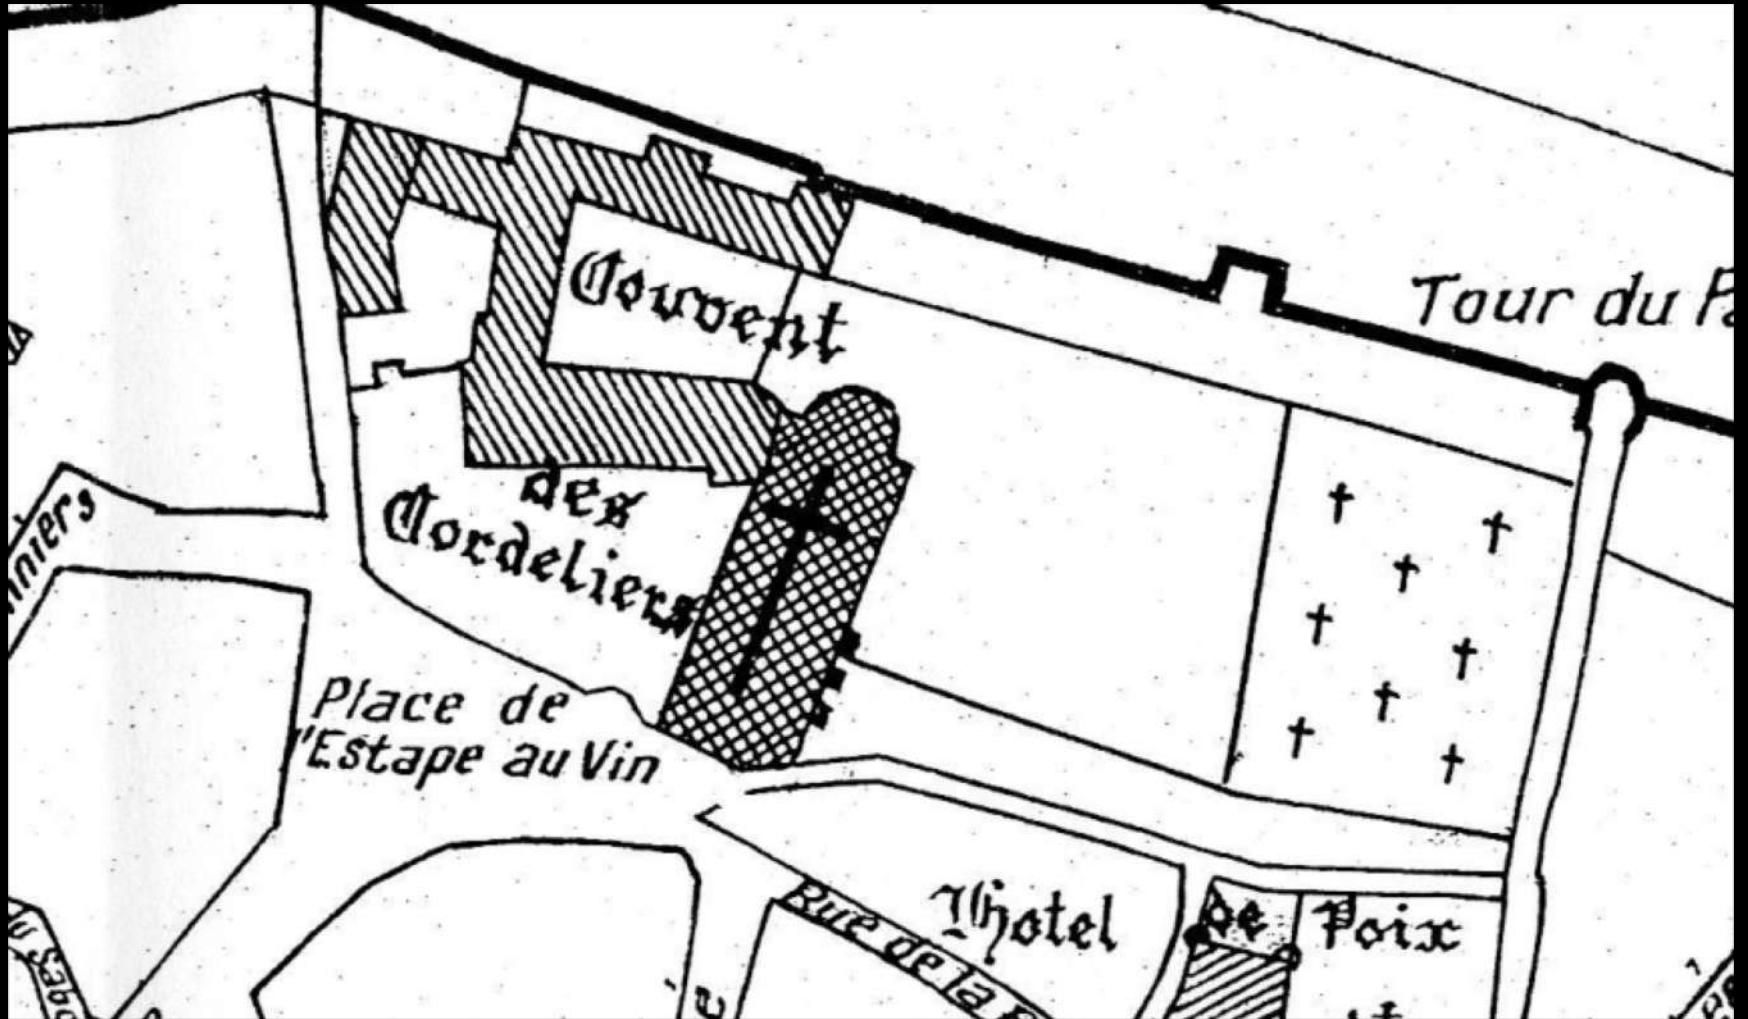 Couvent
des
Cordeliers
Tour du
Place de
l'Estape au Vin
Hotel de Poix
Rue de la